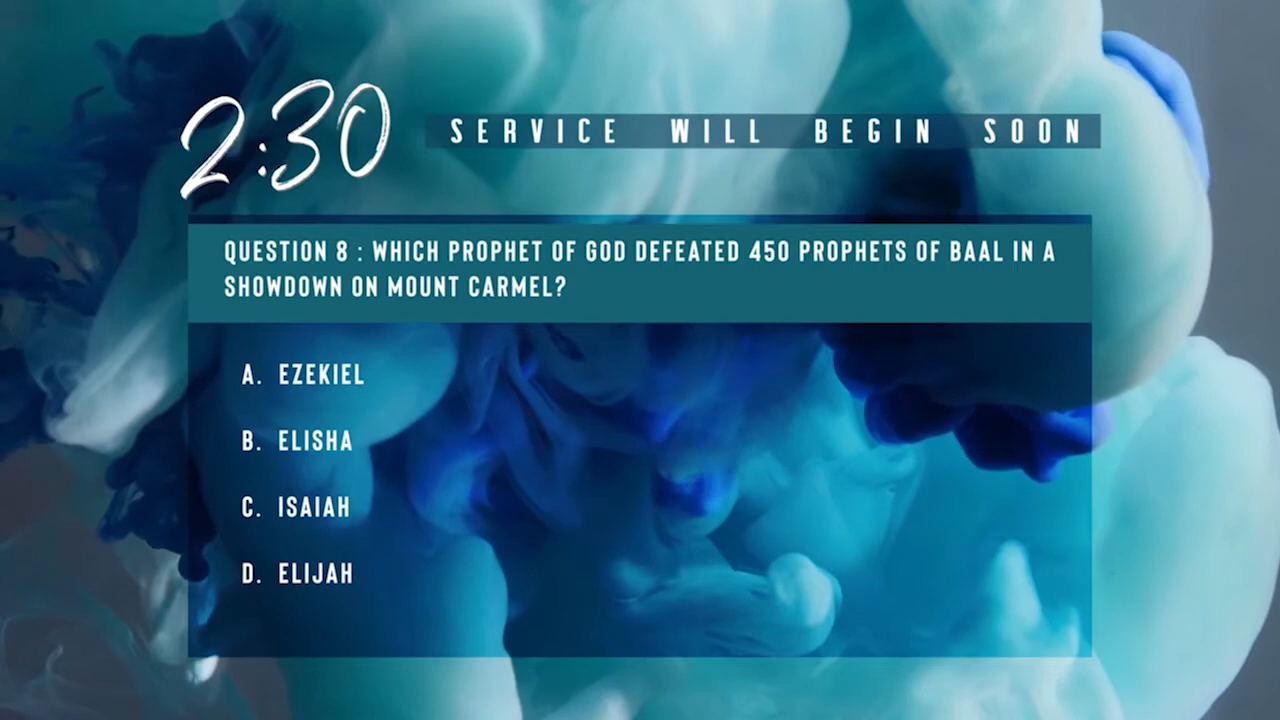 2:30
SERVICE WILL BEGIN SOON
QUESTION 8 : WHICH PROPHET OF GOD DEFEATED 450 PROPHETS OF BAAL IN A
SHOWDOWN ON MOUNT CARMEL?
A. EZEKIEL
B. ELISHA
C. ISAIAH
D. ELIJAH